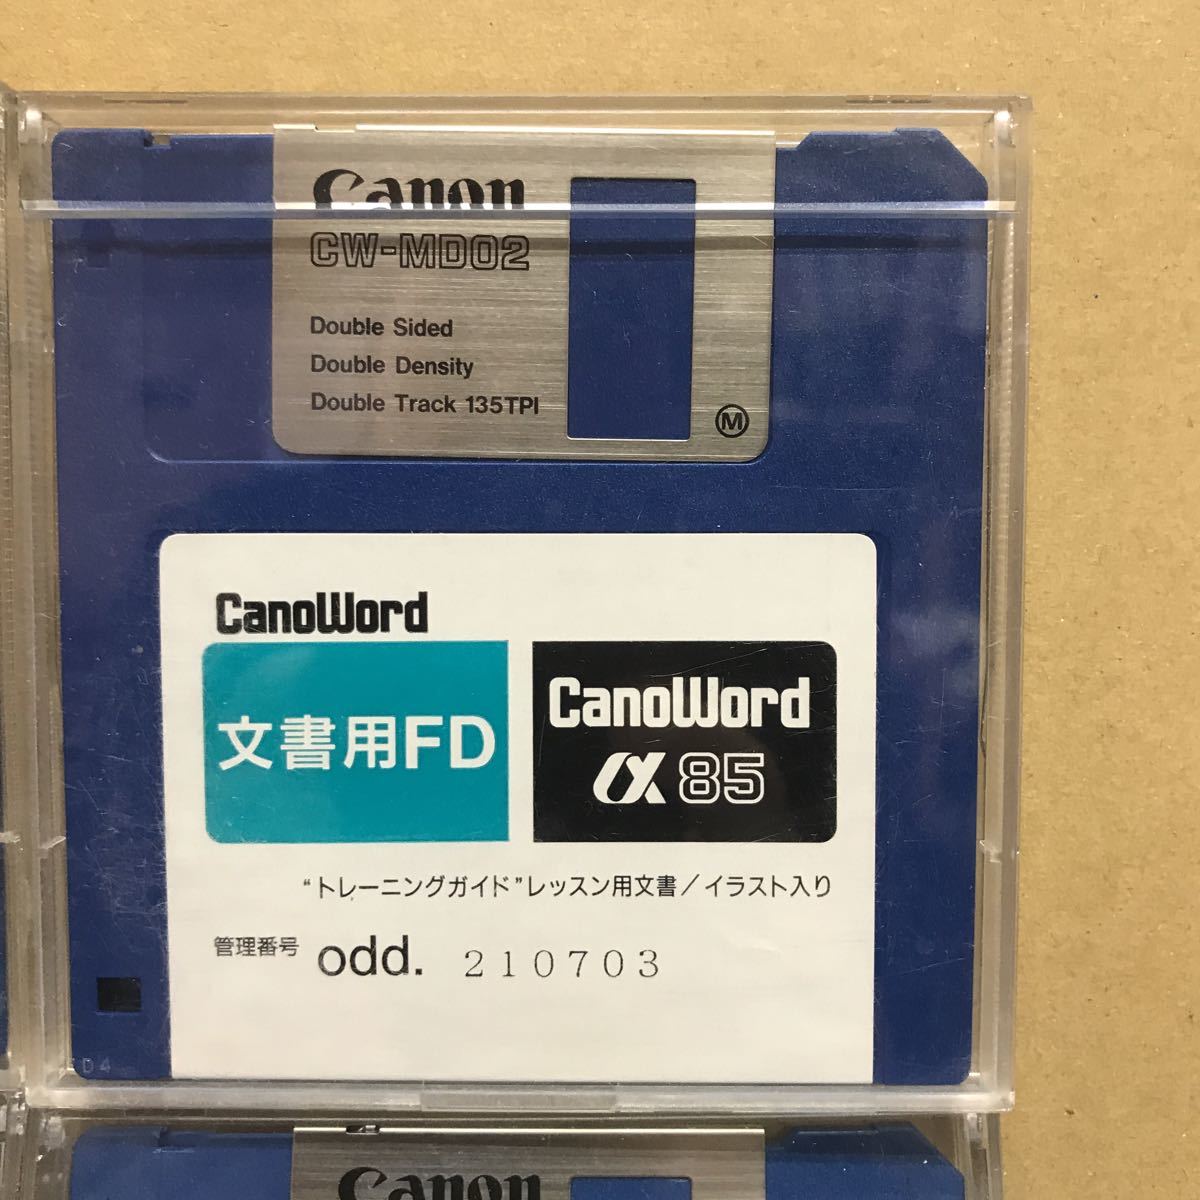 Canon
CW-MD02
Double Sided
Double Density
Double Track 135TPI
M
CanoWord
文書用FD
CanoWord
α 85
“トレーニングガイド”レッスン用文書/イラスト入り
管理番号 odd. 210703
D4
Canon